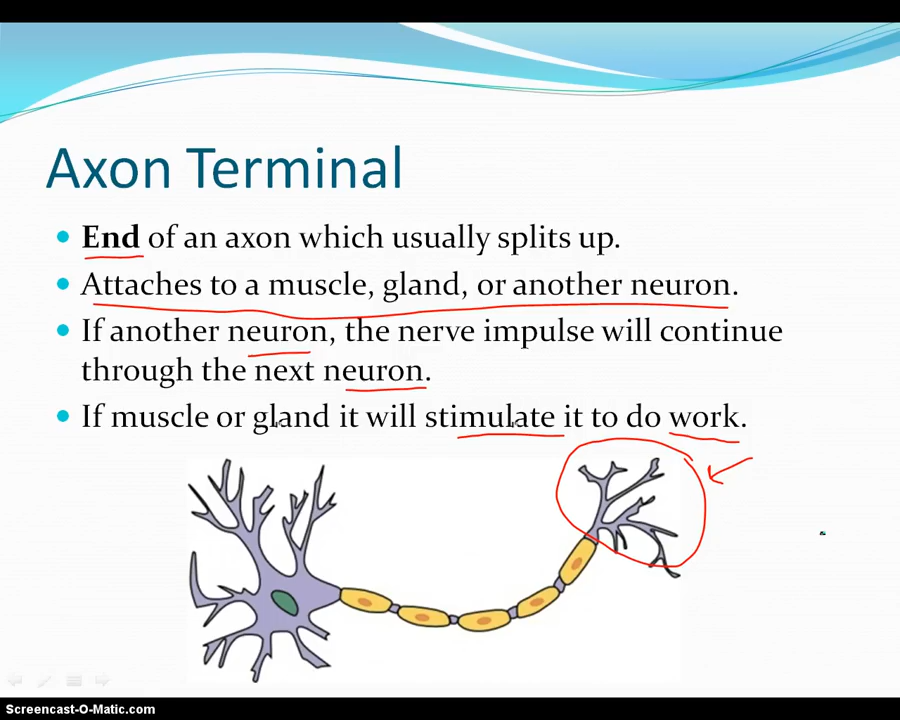 Axon Terminal
End of an axon which usually splits up.
Attaches to a muscle, gland, or another neuron.
If another neuron, the nerve impulse will continue
through the next neuron.
If muscle or gland it will stimulate it to do work.
Screencast-O-Matic.com